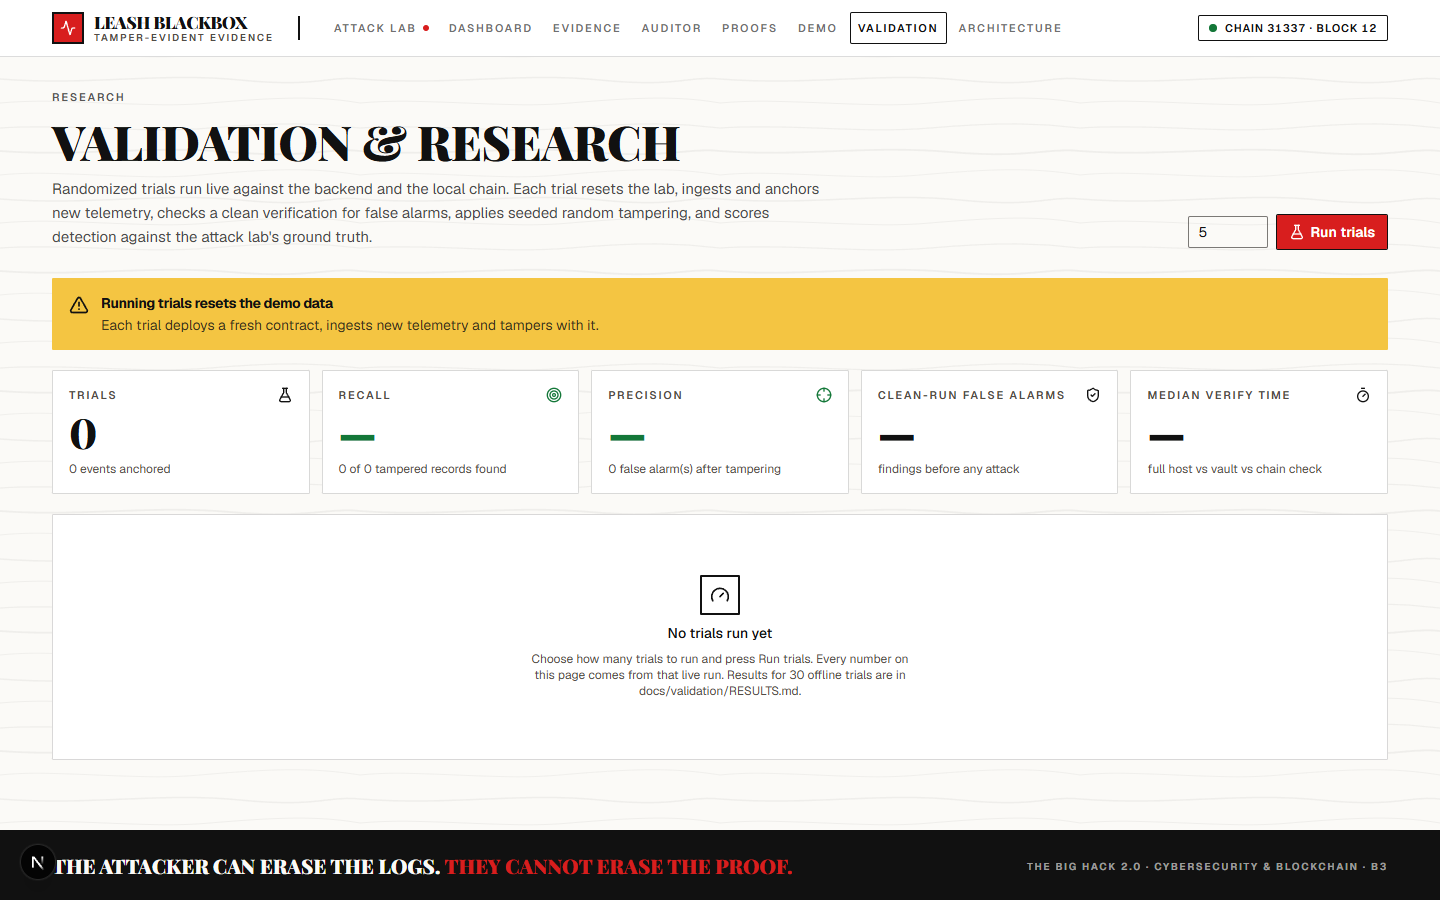 LEASH BLACKBOX
TAMPER-EVIDENT EVIDENCE
ATTACK LAB
DASHBOARD
EVIDENCE
AUDITOR
PROOFS
DEMO
VALIDATION
ARCHITECTURE
CHAIN 31337 · BLOCK 12
RESEARCH
VALIDATION & RESEARCH
Randomized trials run live against the backend and the local chain. Each trial resets the lab, ingests and anchors
new telemetry, checks a clean verification for false alarms, applies seeded random tampering, and scores
detection against the attack lab's ground truth.
5
Run trials
Running trials resets the demo data
Each trial deploys a fresh contract, ingests new telemetry and tampers with it.
TRIALS
0
0 events anchored
RECALL
—
0 of 0 tampered records found
PRECISION
—
0 false alarm(s) after tampering
CLEAN-RUN FALSE ALARMS
—
findings before any attack
MEDIAN VERIFY TIME
—
full host vs vault vs chain check
No trials run yet
Choose how many trials to run and press Run trials. Every number on
this page comes from that live run. Results for 30 offline trials are in
docs/validation/RESULTS.md.
N
THE ATTACKER CAN ERASE THE LOGS. THEY CANNOT ERASE THE PROOF.
THE BIG HACK 2.0 · CYBERSECURITY & BLOCKCHAIN · B3